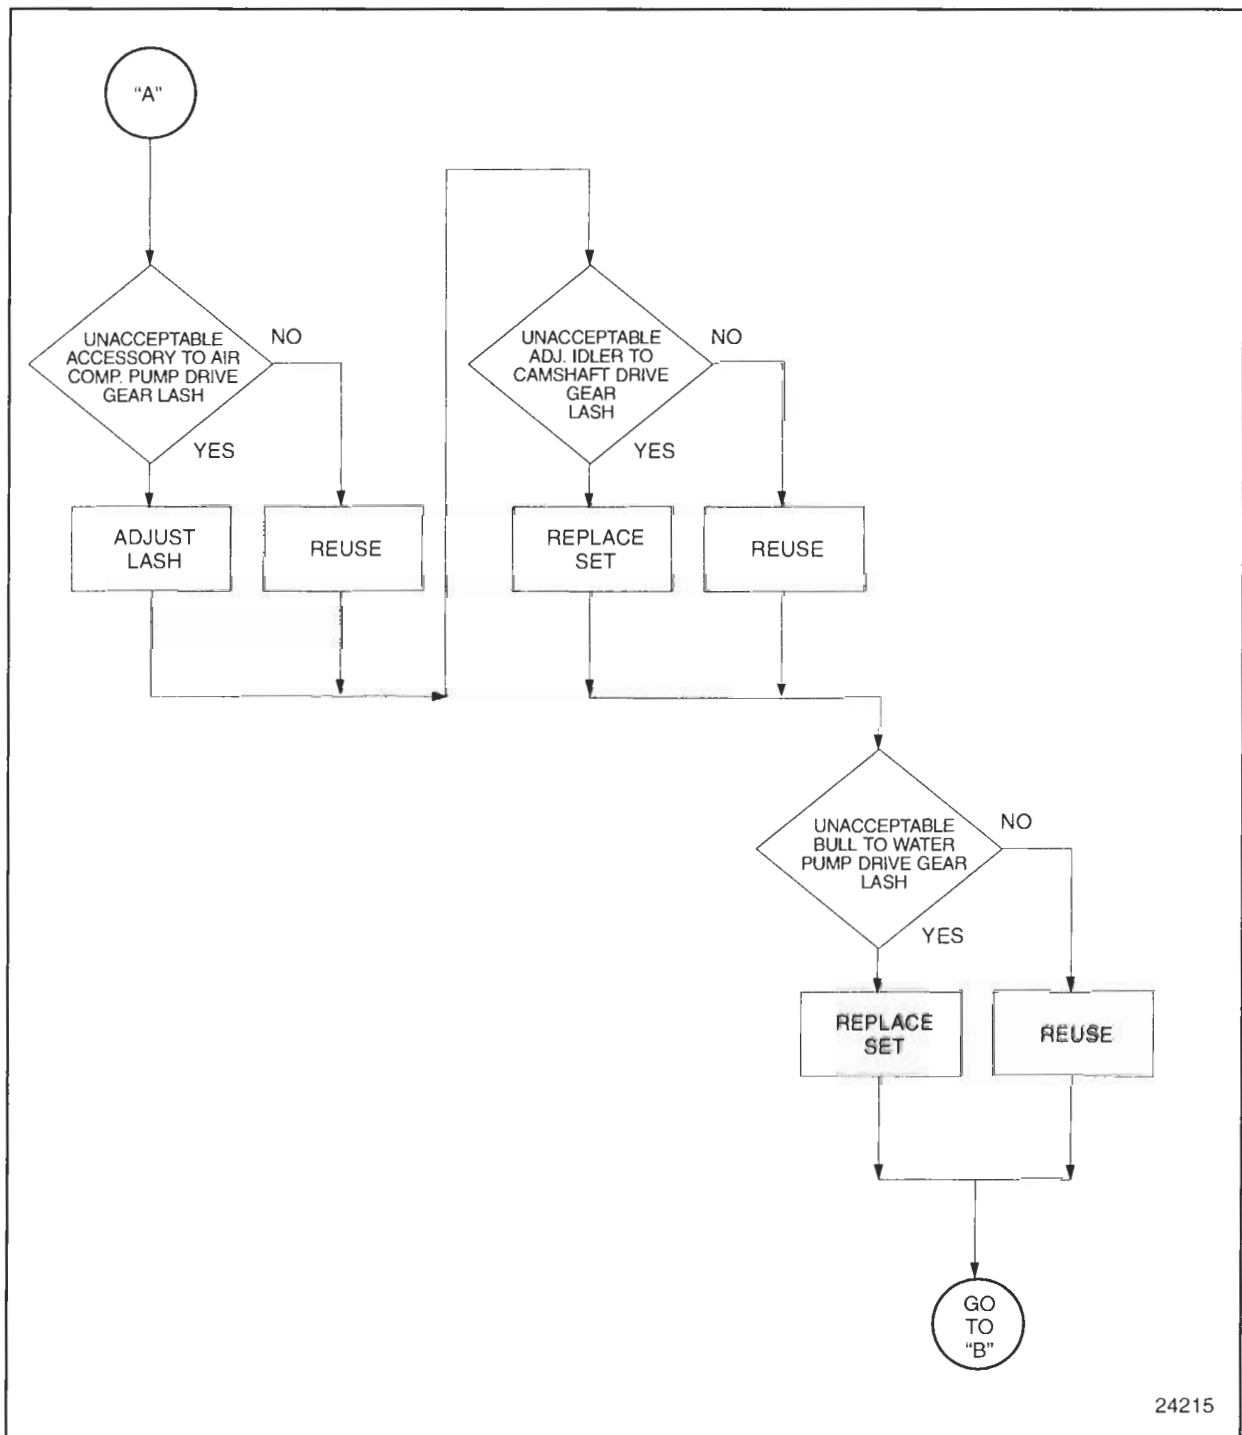 "A"
UNACCEPTABLE
ACCESSORY TO AIR
COMP. PUMP DRIVE
GEAR LASH
NO
YES
ADJUST
LASH
REUSE
UNACCEPTABLE
ADJ. IDLER TO
CAMSHAFT DRIVE
GEAR
LASH
NO
YES
REPLACE
SET
REUSE
UNACCEPTABLE
BULL TO WATER
PUMP DRIVE GEAR
LASH
NO
YES
REPLACE
SET
REUSE
GO
TO
"B"
24215